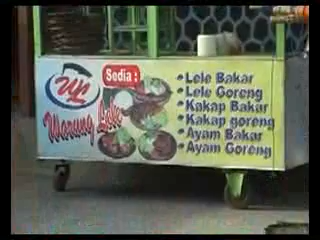 WL
Warung Lele
Sedia :
• Lele Bakar
• Lele Goreng
• Kakap Bakar
• Kakap goreng
• Ayam Bakar
• Ayam Goreng